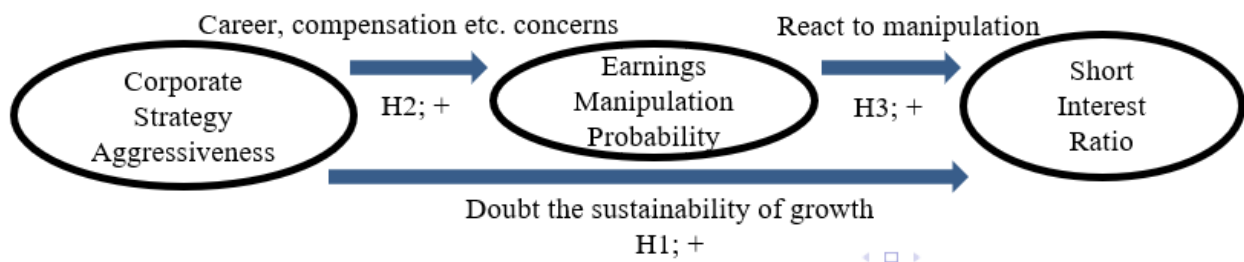 Career, compensation etc. concerns
React to manipulation
Corporate
Strategy
Aggressiveness
H2; +
Earnings
Manipulation
Probability
H3; +
Short
Interest
Ratio
Doubt the sustainability of growth
H1; +